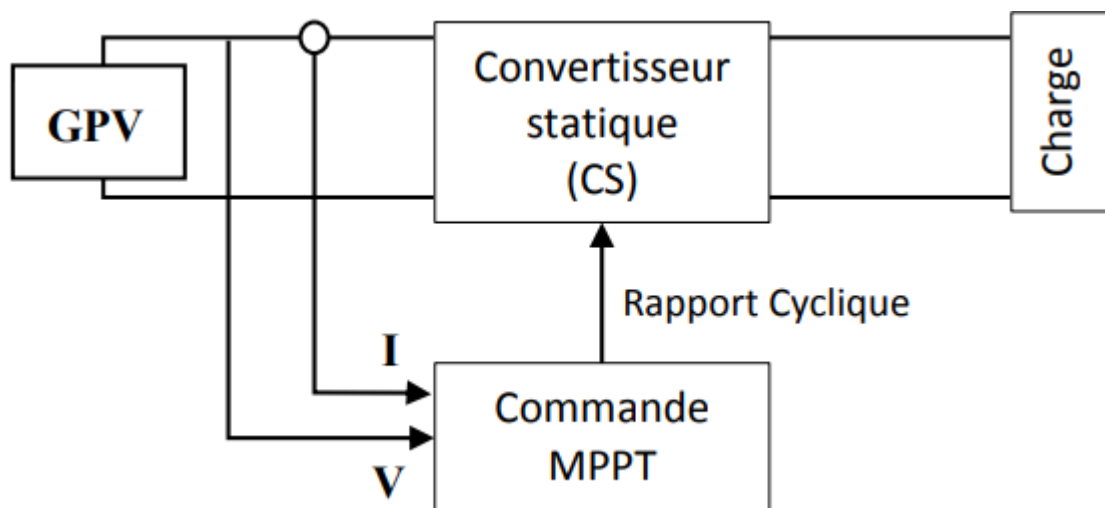 GPV
Convertisseur
statique
(CS)
Charge
Rapport Cyclique
I
V
Commande
MPPT